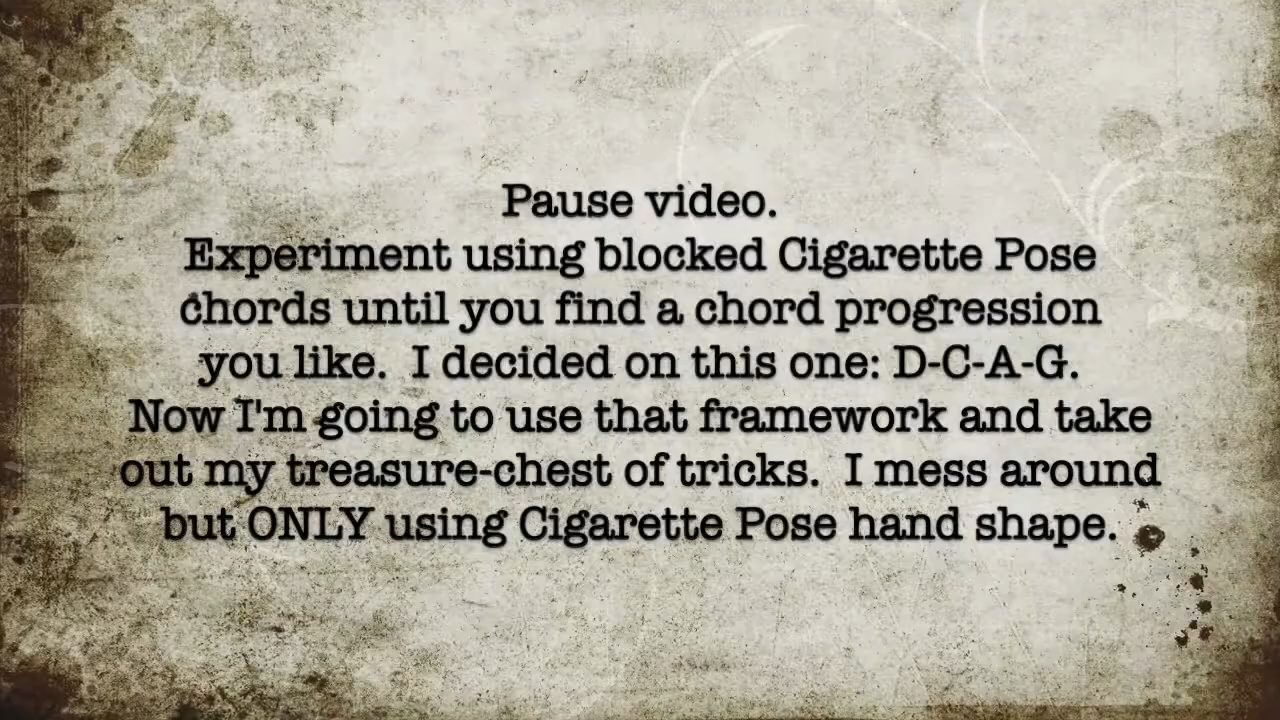 Pause video.
Experiment using blocked Cigarette Pose
chords until you find a chord progression
you like.  I decided on this one: D-C-A-G.
Now I'm going to use that framework and take
out my treasure-chest of tricks.  I mess around
but ONLY using Cigarette Pose hand shape.